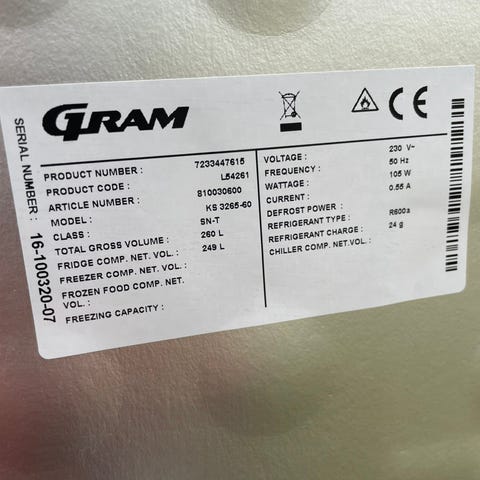 GRAM
CE
SERIAL NUMBER : 16-100320-07
PRODUCT NUMBER : 7233447615
PRODUCT CODE : L54261
ARTICLE NUMBER : 810030600
MODEL : KS 3265-60
CLASS : SN-T
TOTAL GROSS VOLUME : 260 L
FRIDGE COMP. NET. VOL. : 249 L
FREEZER COMP. NET VOL. :
FROZEN FOOD COMP. NET.
VOL. :
FREEZING CAPACITY :
VOLTAGE : 230 V~
FREQUENCY : 50 Hz
WATTAGE : 105 W
CURRENT : 0.55 A
DEFROST POWER :
REFRIGERANT TYPE : R600a
REFRIGERANT CHARGE : 24 g
CHILLER COMP. NET VOL. :